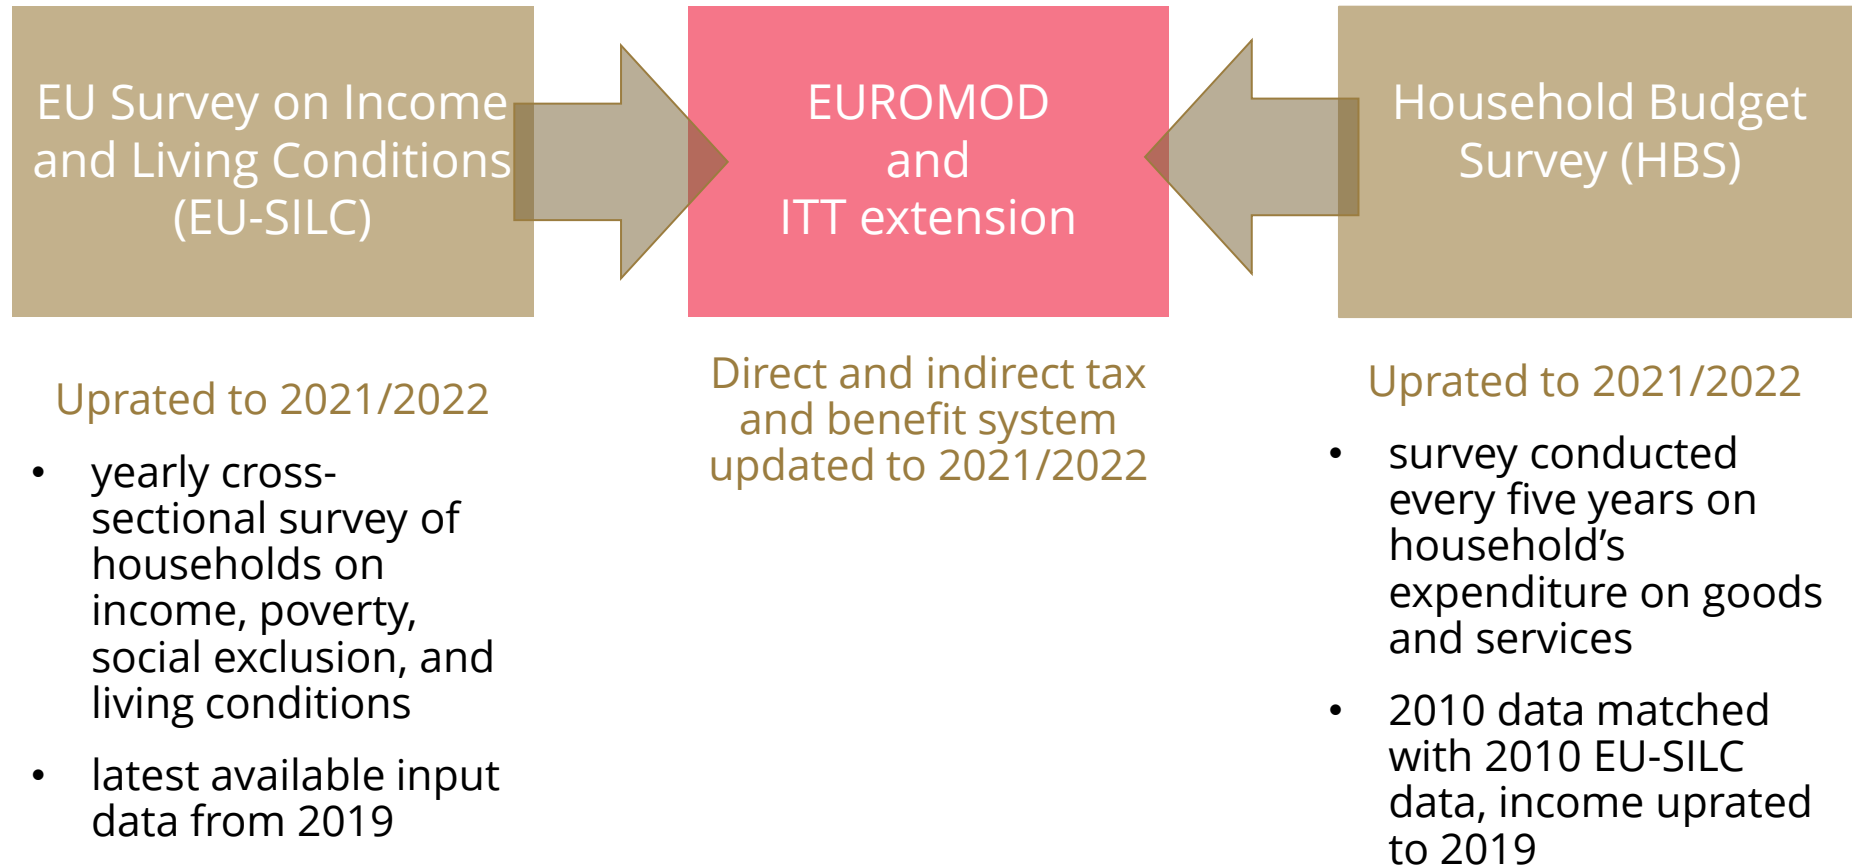 EU Survey on Income
and Living Conditions
(EU-SILC)
EUROMOD
and
ITT extension
Household Budget
Survey (HBS)
Uprated to 2021/2022
• yearly cross-
sectional survey of
households on
income, poverty,
social exclusion, and
living conditions
• latest available input
data from 2019
Direct and indirect tax
and benefit system
updated to 2021/2022
Uprated to 2021/2022
• survey conducted
every five years on
household’s
expenditure on goods
and services
• 2010 data matched
with 2010 EU-SILC
data, income uprated
to 2019